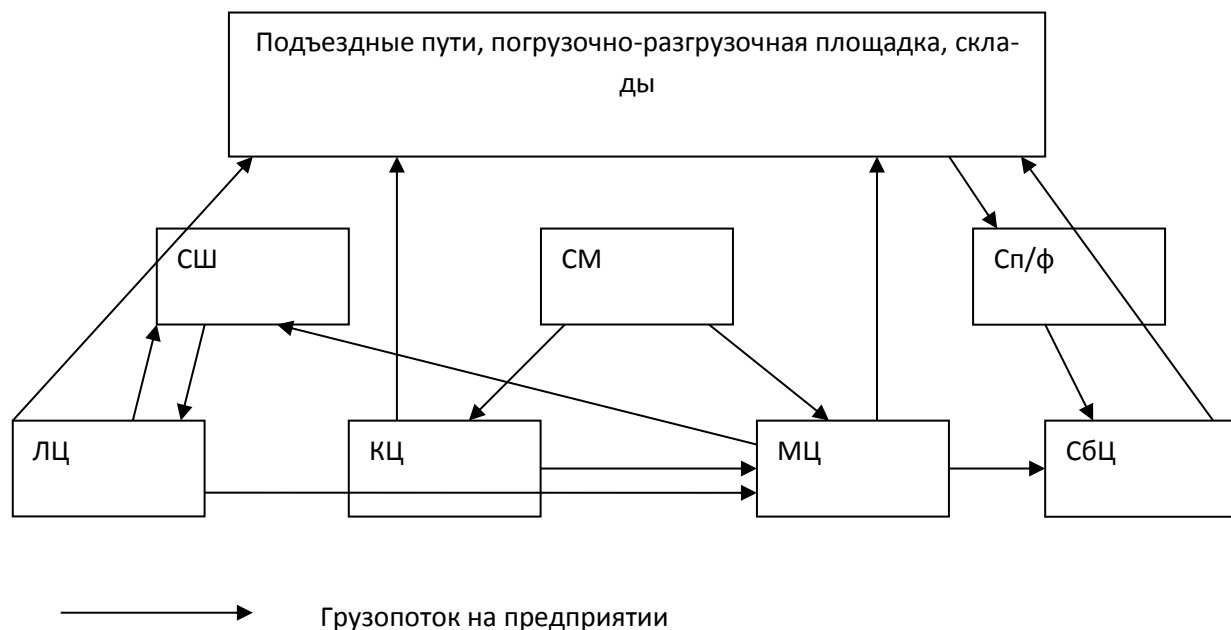 Подъездные пути, погрузочно-разгрузочная площадка, скла-
ды
СШ
СМ
Сп/ф
ЛЦ
КЦ
МЦ
СбЦ
Грузопоток на предприятии